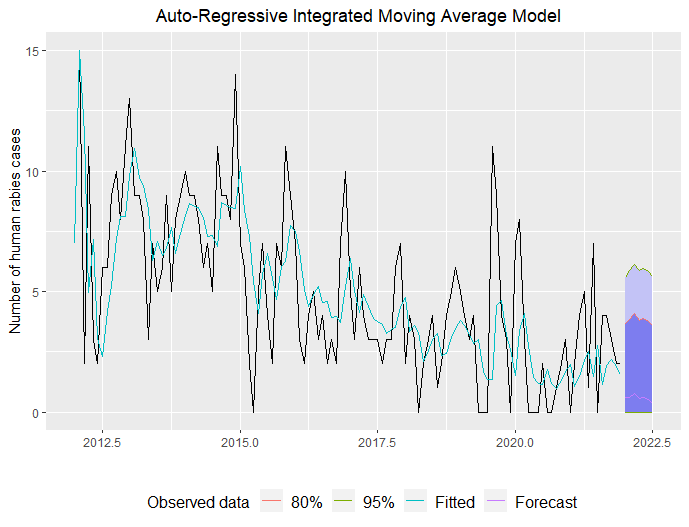 Auto-Regressive Integrated Moving Average Model
Number of human rabies cases
15
10
5
0
2012.5 2015.0 2017.5 2020.0 2022.5
Observed data 80% 95% Fitted Forecast